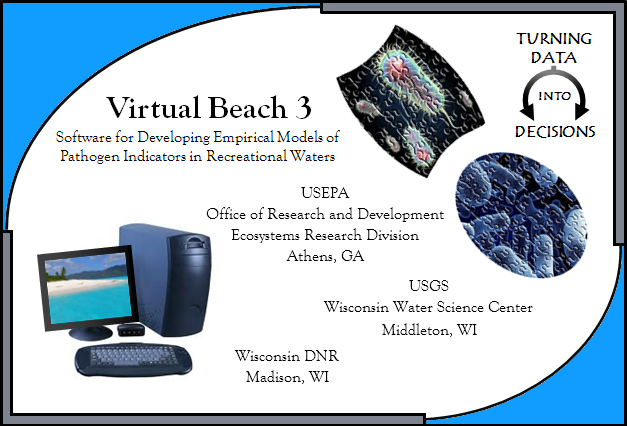 Virtual Beach 3
Software for Developing Empirical Models of
Pathogen Indicators in Recreational Waters
TURNING
DATA
INTO
DECISIONS
USEPA
Office of Research and Development
Ecosystems Research Division
Athens, GA
USGS
Wisconsin Water Science Center
Middleton, WI
Wisconsin DNR
Madison, WI